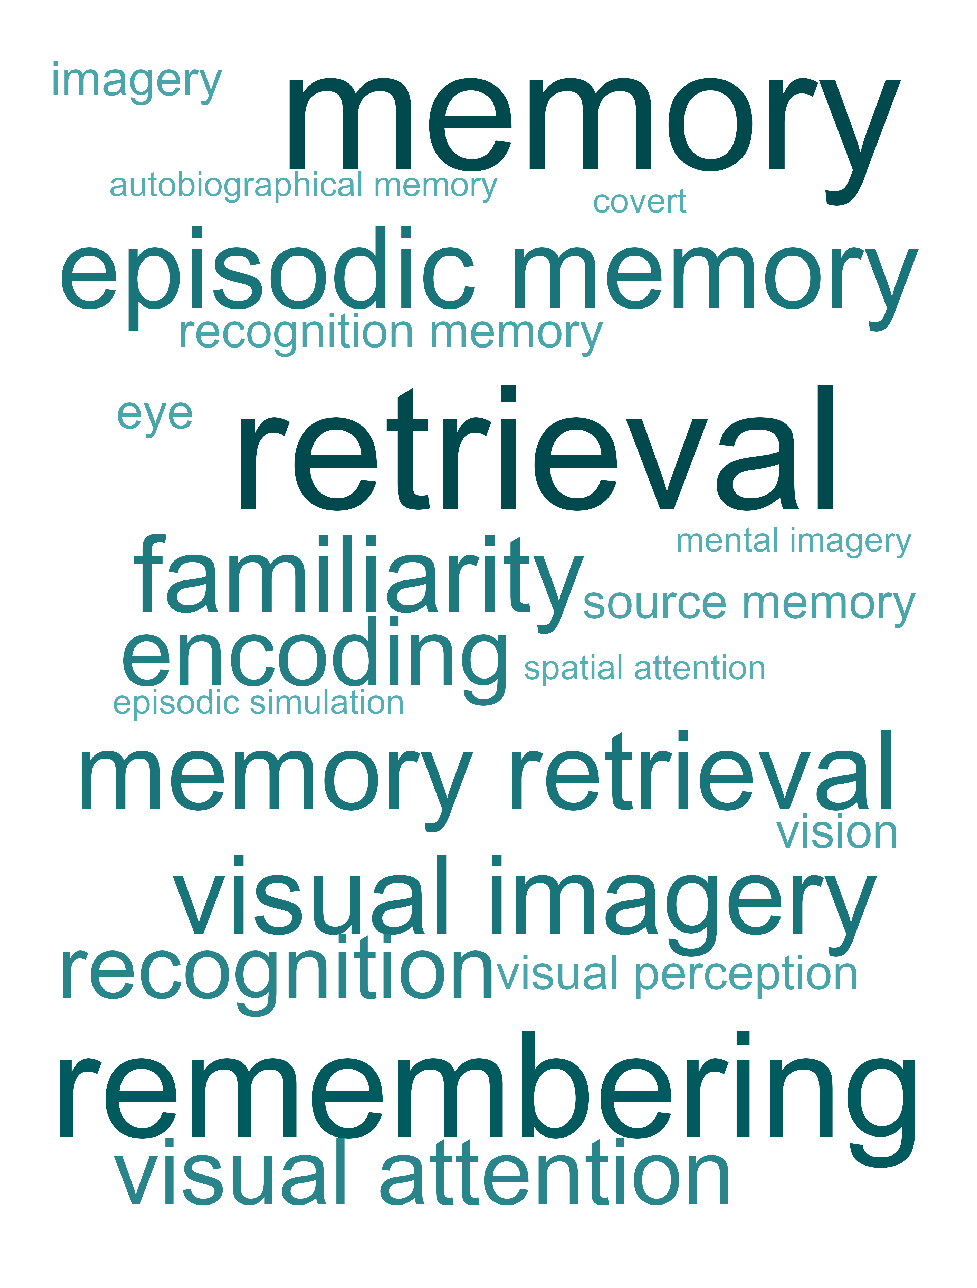 imagery
memory
autobiographical memory
covert
episodic memory
recognition memory
eye
retrieval
mental imagery
familiarity
source memory
encoding
spatial attention
episodic simulation
memory retrieval
vision
visual imagery
recognition
visual perception
remembering
visual attention